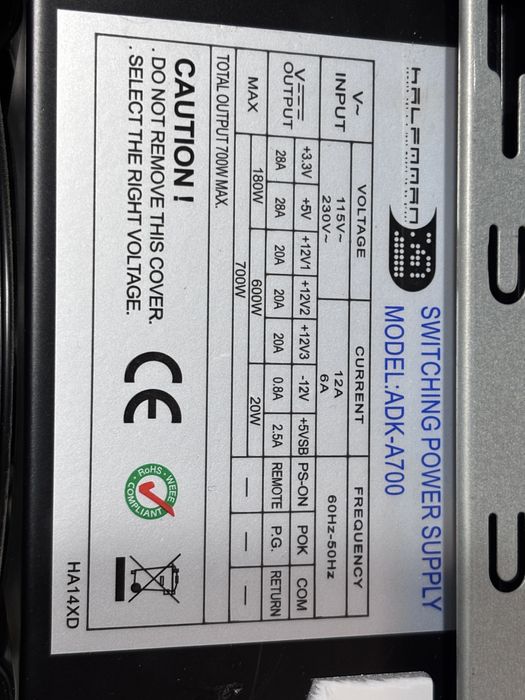 HALFMMAN
SWITCHING POWER SUPPLY
MODEL:ADK-A700
V~ INPUT VOLTAGE CURRENT FREQUENCY
115V~ 12A 60Hz-50Hz
230V~ 6A
V⎓ OUTPUT +3.3V +5V +12V1 +12V2 +12V3 -12V +5VSB PS-ON POK COM
28A 28A 20A 20A 20A 0.8A 2.5A REMOTE P.G. RETURN
MAX 180W 600W 20W — — —
700W
TOTAL OUTPUT 700W MAX.
CAUTION !
. DO NOT REMOVE THIS COVER.
. SELECT THE RIGHT VOLTAGE.
CE
RoHS·WEEE
COMPLIANT
HA14XD